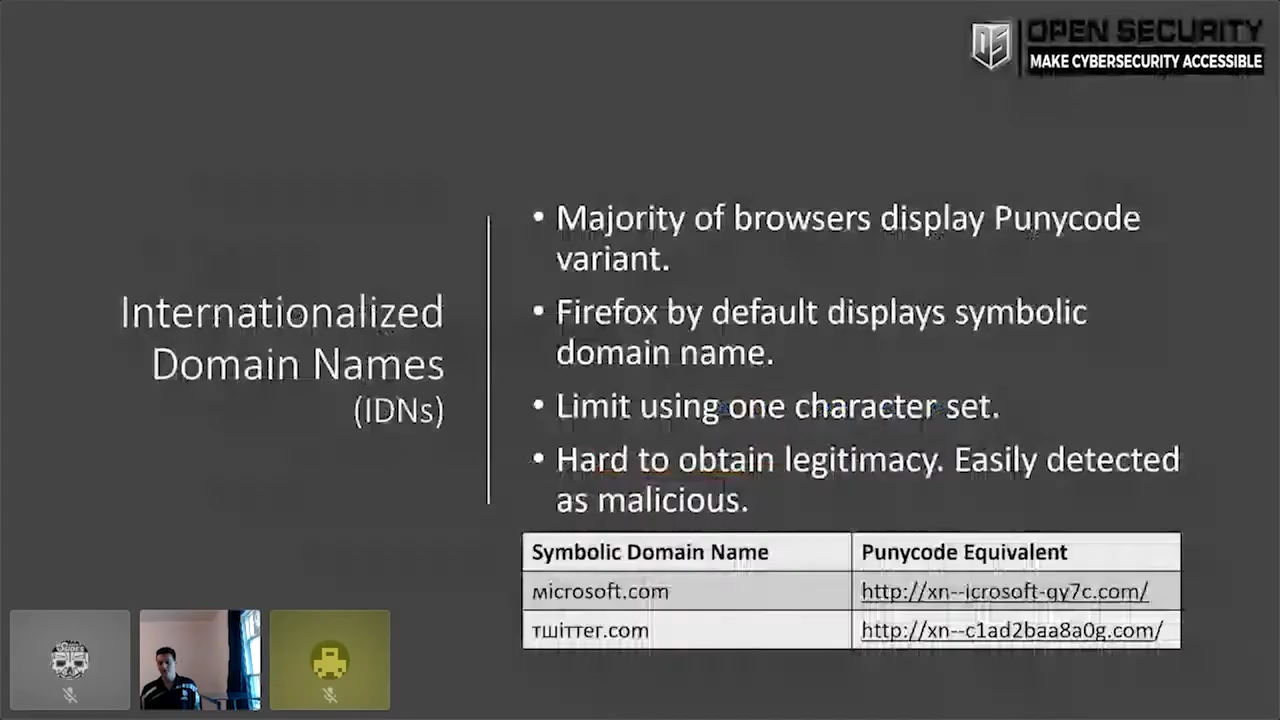 OPEN SECURITY
MAKE CYBERSECURITY ACCESSIBLE
Internationalized
Domain Names
(IDNs)
• Majority of browsers display Punycode
variant.
• Firefox by default displays symbolic
domain name.
• Limit using one character set.
• Hard to obtain legitimacy. Easily detected
as malicious.
Symbolic Domain Name Punycode Equivalent
мicrosoft.com http://xn--icrosoft-qy7c.com/
тшіттег.com http://xn--c1ad2baa8a0g.com/